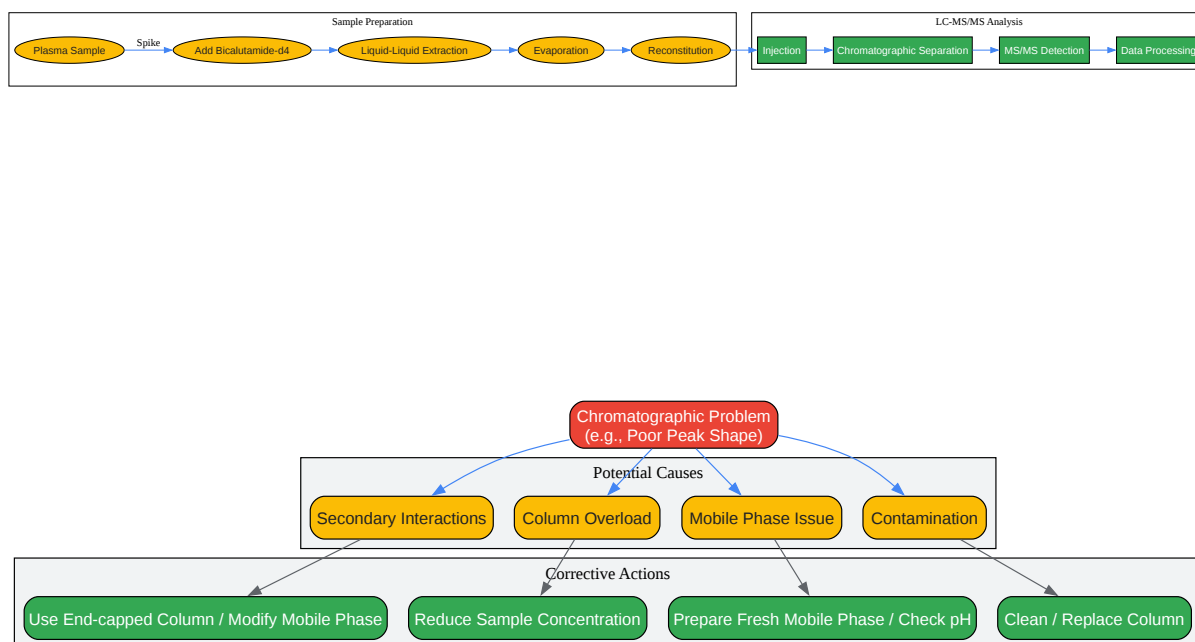 Sample Preparation
LC-MS/MS Analysis
Plasma Sample
Spike
Add Bicalutamide-d4
Liquid-Liquid Extraction
Evaporation
Reconstitution
Injection
Chromatographic Separation
MS/MS Detection
Data Processing
Chromatographic Problem
(e.g., Poor Peak Shape)
Potential Causes
Secondary Interactions
Column Overload
Mobile Phase Issue
Contamination
Corrective Actions
Use End-capped Column / Modify Mobile Phase
Reduce Sample Concentration
Prepare Fresh Mobile Phase / Check pH
Clean / Replace Column